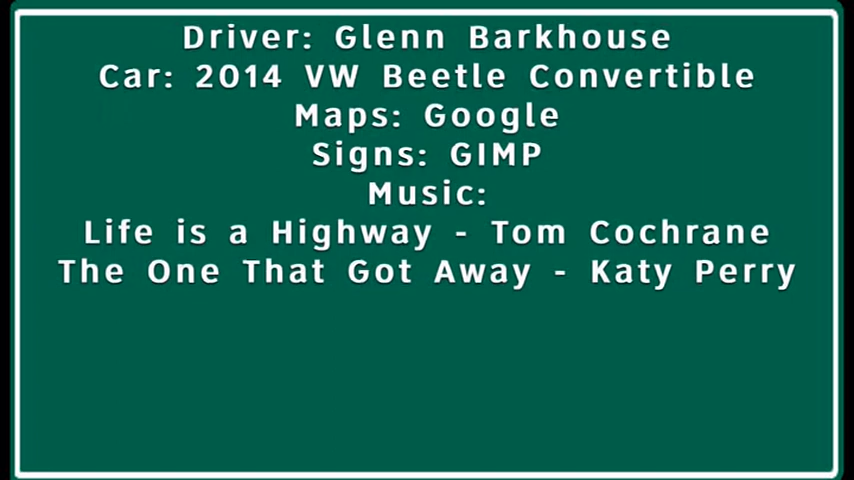 Driver: Glenn Barkhouse
Car: 2014 VW Beetle Convertible
Maps: Google
Signs: GIMP
Music:
Life is a Highway - Tom Cochrane
The One That Got Away - Katy Perry